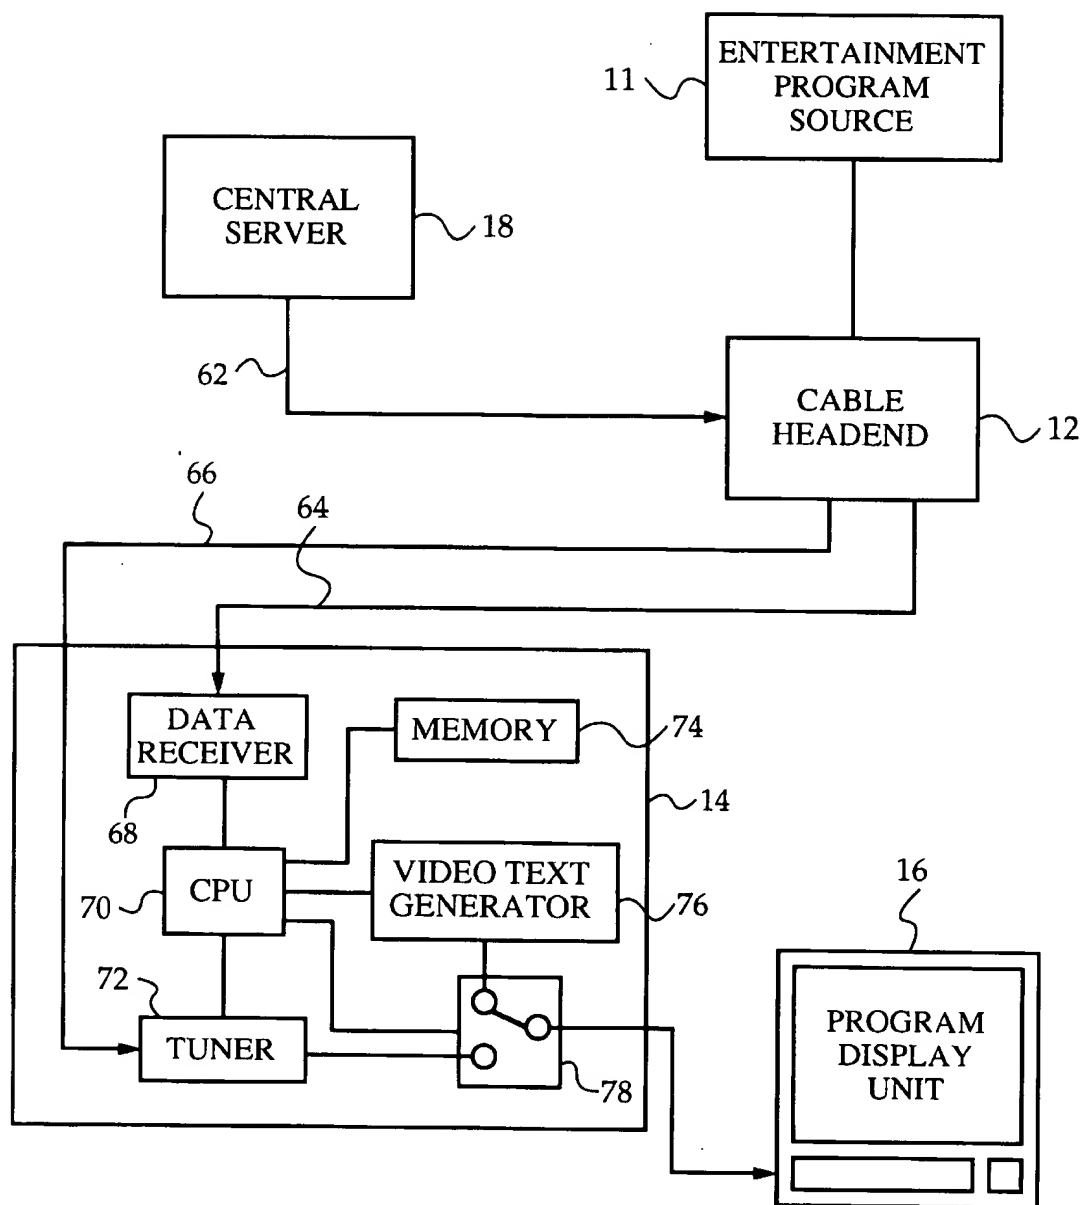 ENTERTAINMENT
PROGRAM
SOURCE
11
CENTRAL
SERVER
18
62
CABLE
HEADEND
12
66
64
DATA
RECEIVER
68
MEMORY
74
14
CPU
70
VIDEO TEXT
GENERATOR
76
16
72
TUNER
78
PROGRAM
DISPLAY
UNIT